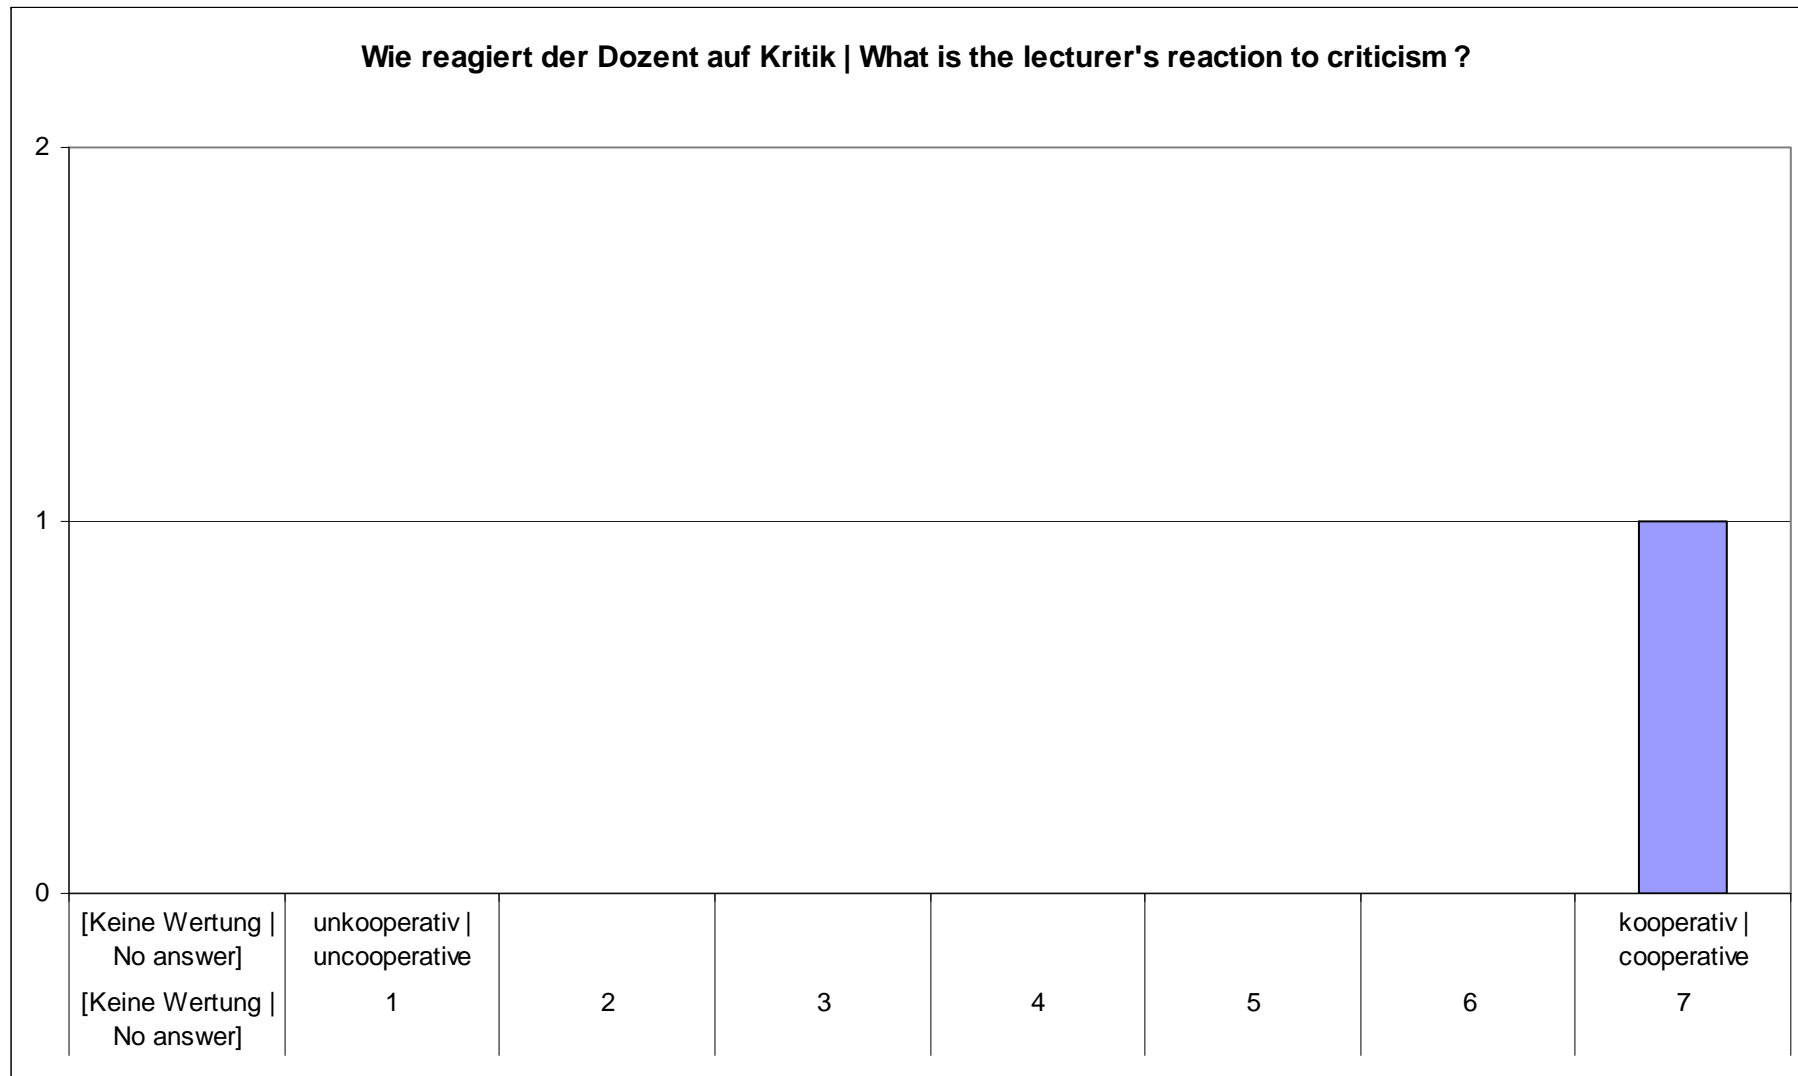 Wie reagiert der Dozent auf Kritik | What is the lecturer's reaction to criticism ?
2
1
0
[Keine Wertung |
No answer]
unkooperativ |
uncooperative
kooperativ |
cooperative
[Keine Wertung |
No answer]
1
2
3
4
5
6
7